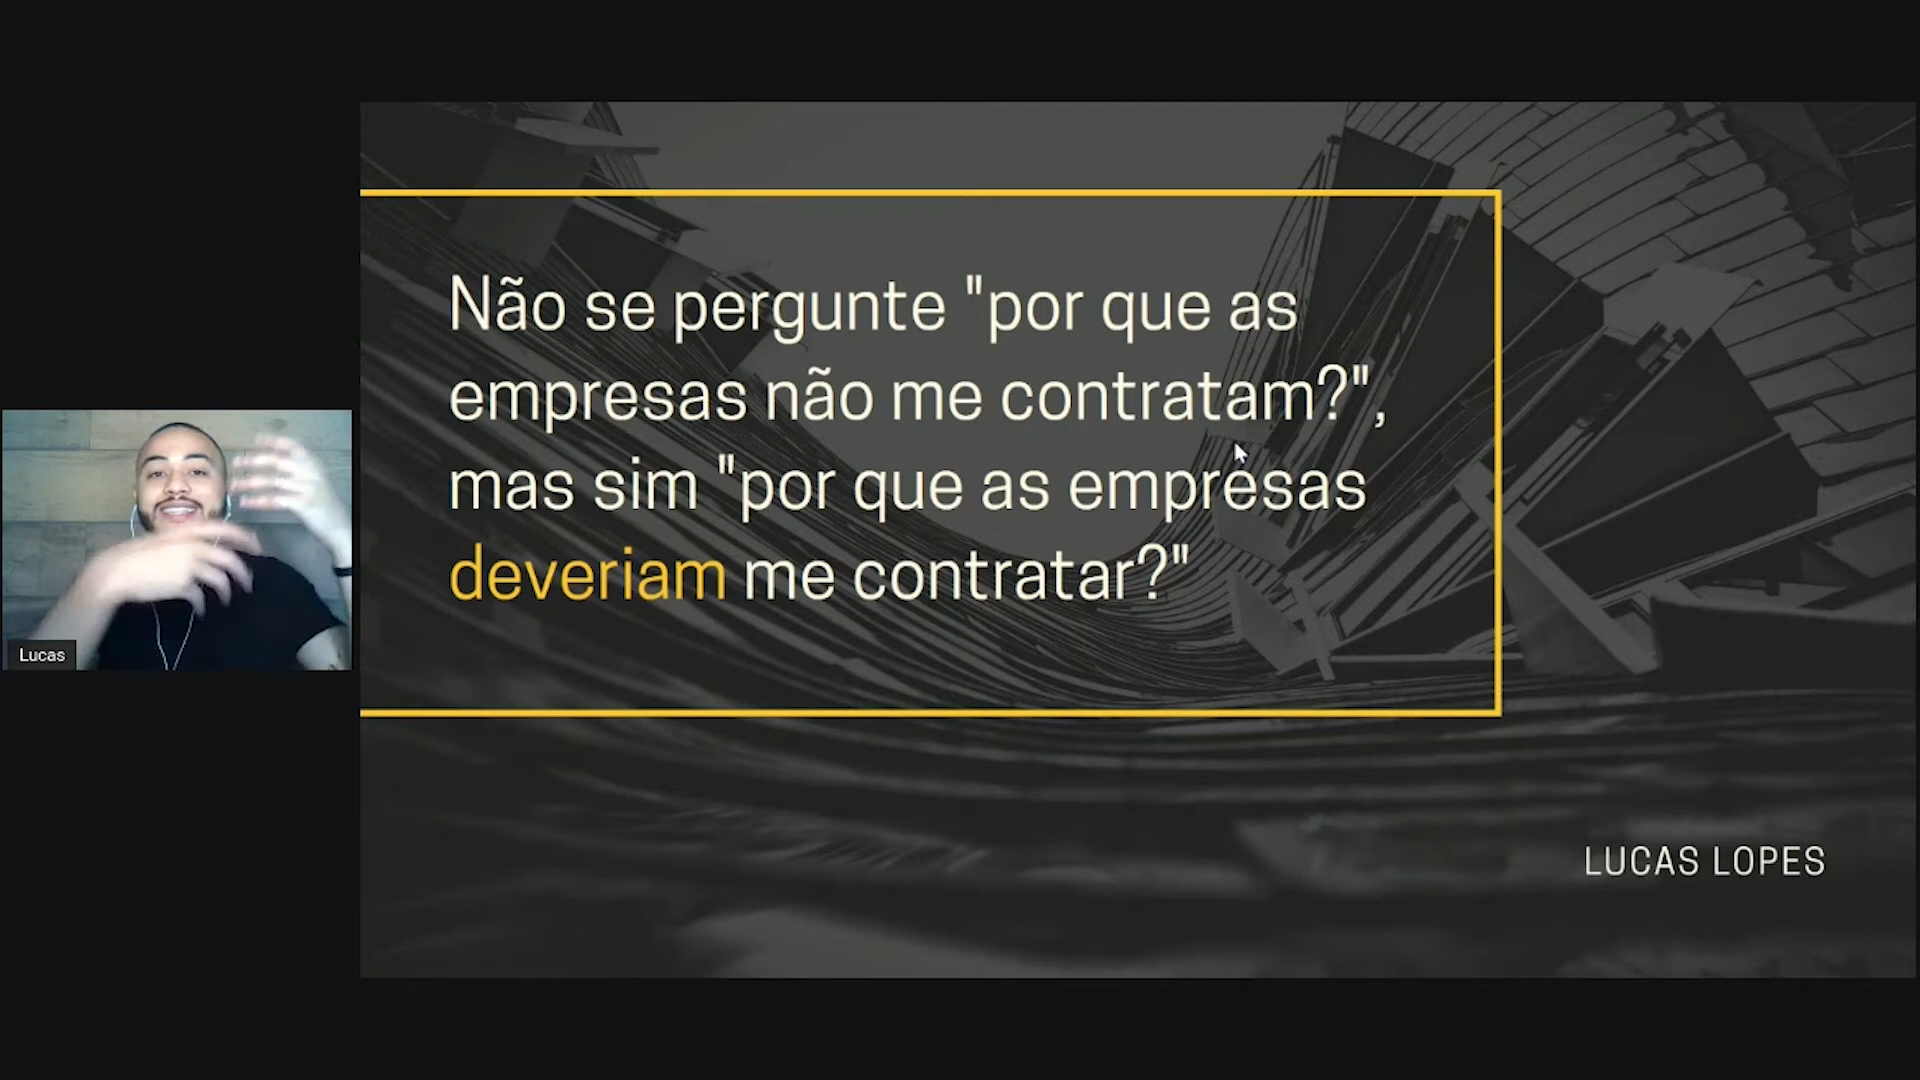 Não se pergunte "por que as
empresas não me contratam?",
mas sim "por que as empresas
deveriam me contratar?"
Lucas
LUCAS LOPES